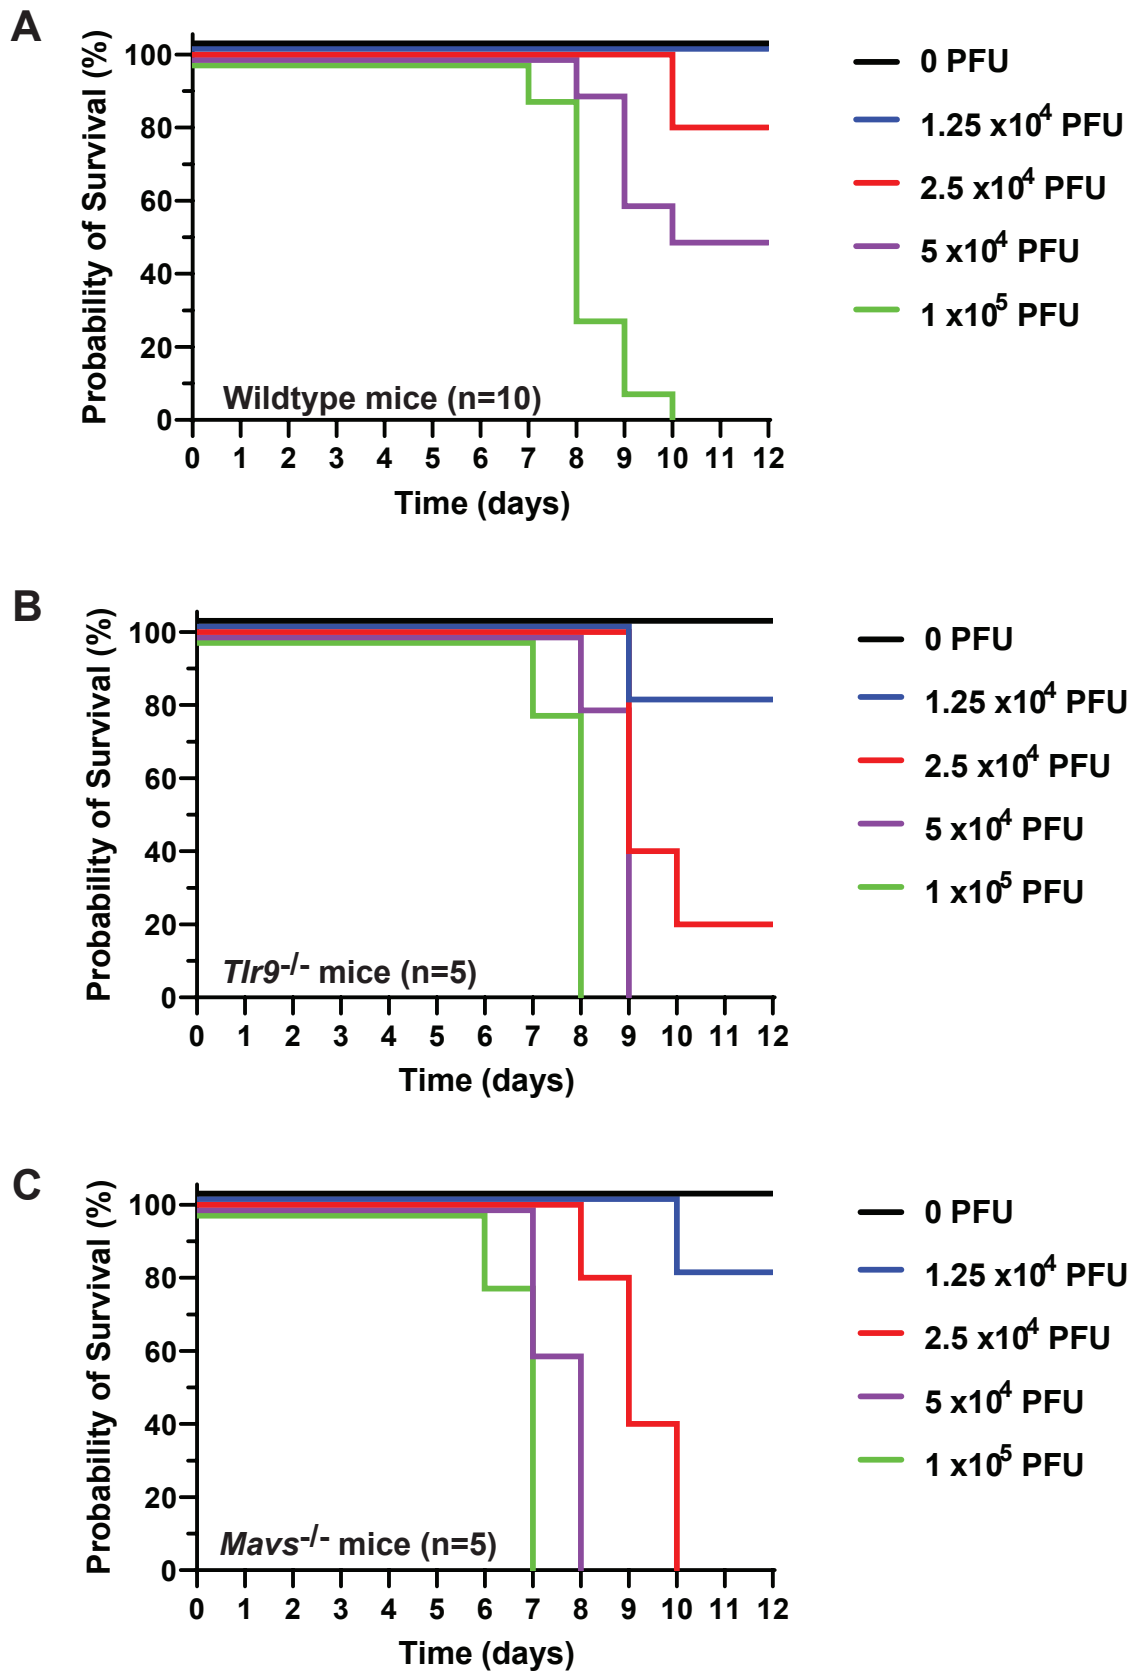 A
Probability of Survival (%)
100
80
60
40
20
0
0 1 2 3 4 5 6 7 8 9 10 11 12
Time (days)
Wildtype mice (n=10)
0 PFU
1.25 x10⁴ PFU
2.5 x10⁴ PFU
5 x10⁴ PFU
1 x10⁵ PFU
B
Probability of Survival (%)
100
80
60
40
20
0
0 1 2 3 4 5 6 7 8 9 10 11 12
Time (days)
Tlr9⁻/⁻ mice (n=5)
0 PFU
1.25 x10⁴ PFU
2.5 x10⁴ PFU
5 x10⁴ PFU
1 x10⁵ PFU
C
Probability of Survival (%)
100
80
60
40
20
0
0 1 2 3 4 5 6 7 8 9 10 11 12
Time (days)
Mavs⁻/⁻ mice (n=5)
0 PFU
1.25 x10⁴ PFU
2.5 x10⁴ PFU
5 x10⁴ PFU
1 x10⁵ PFU